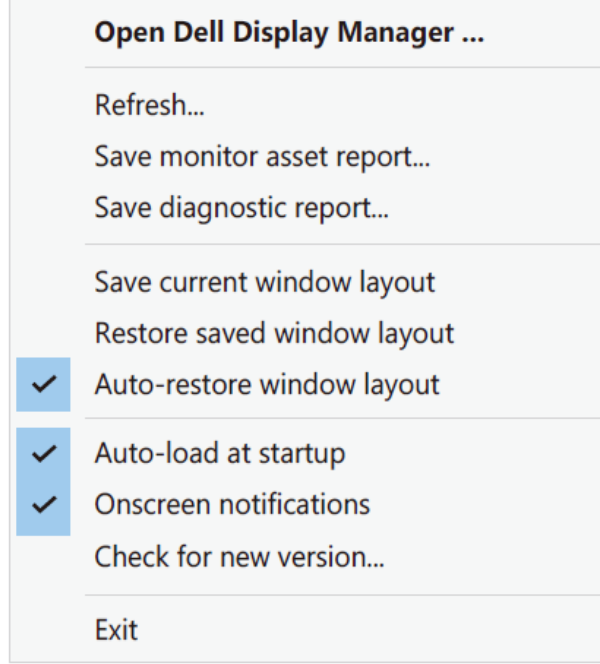 Open Dell Display Manager ...
Refresh...
Save monitor asset report...
Save diagnostic report...
Save current window layout
Restore saved window layout
Auto-restore window layout
Auto-load at startup
Onscreen notifications
Check for new version...
Exit